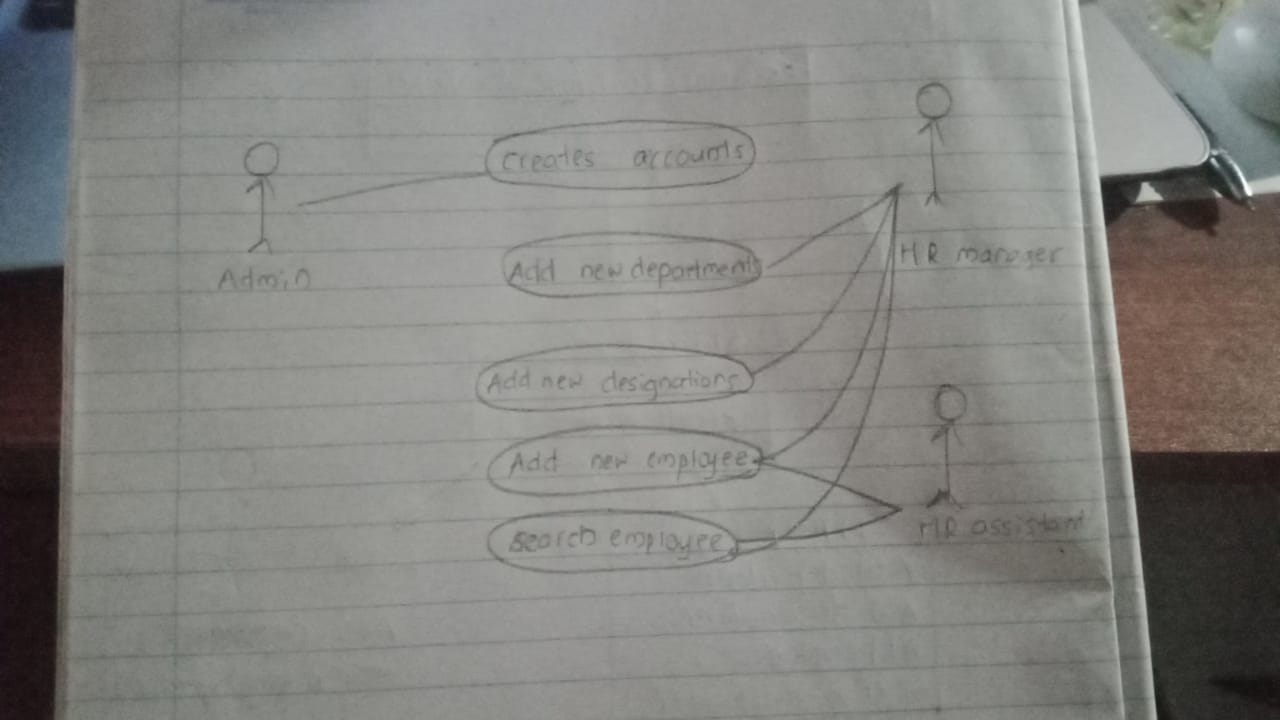 creates accounts
Admin
Add new departments
HR manager
Add new designations
Add new employee
HR assistant
search employee